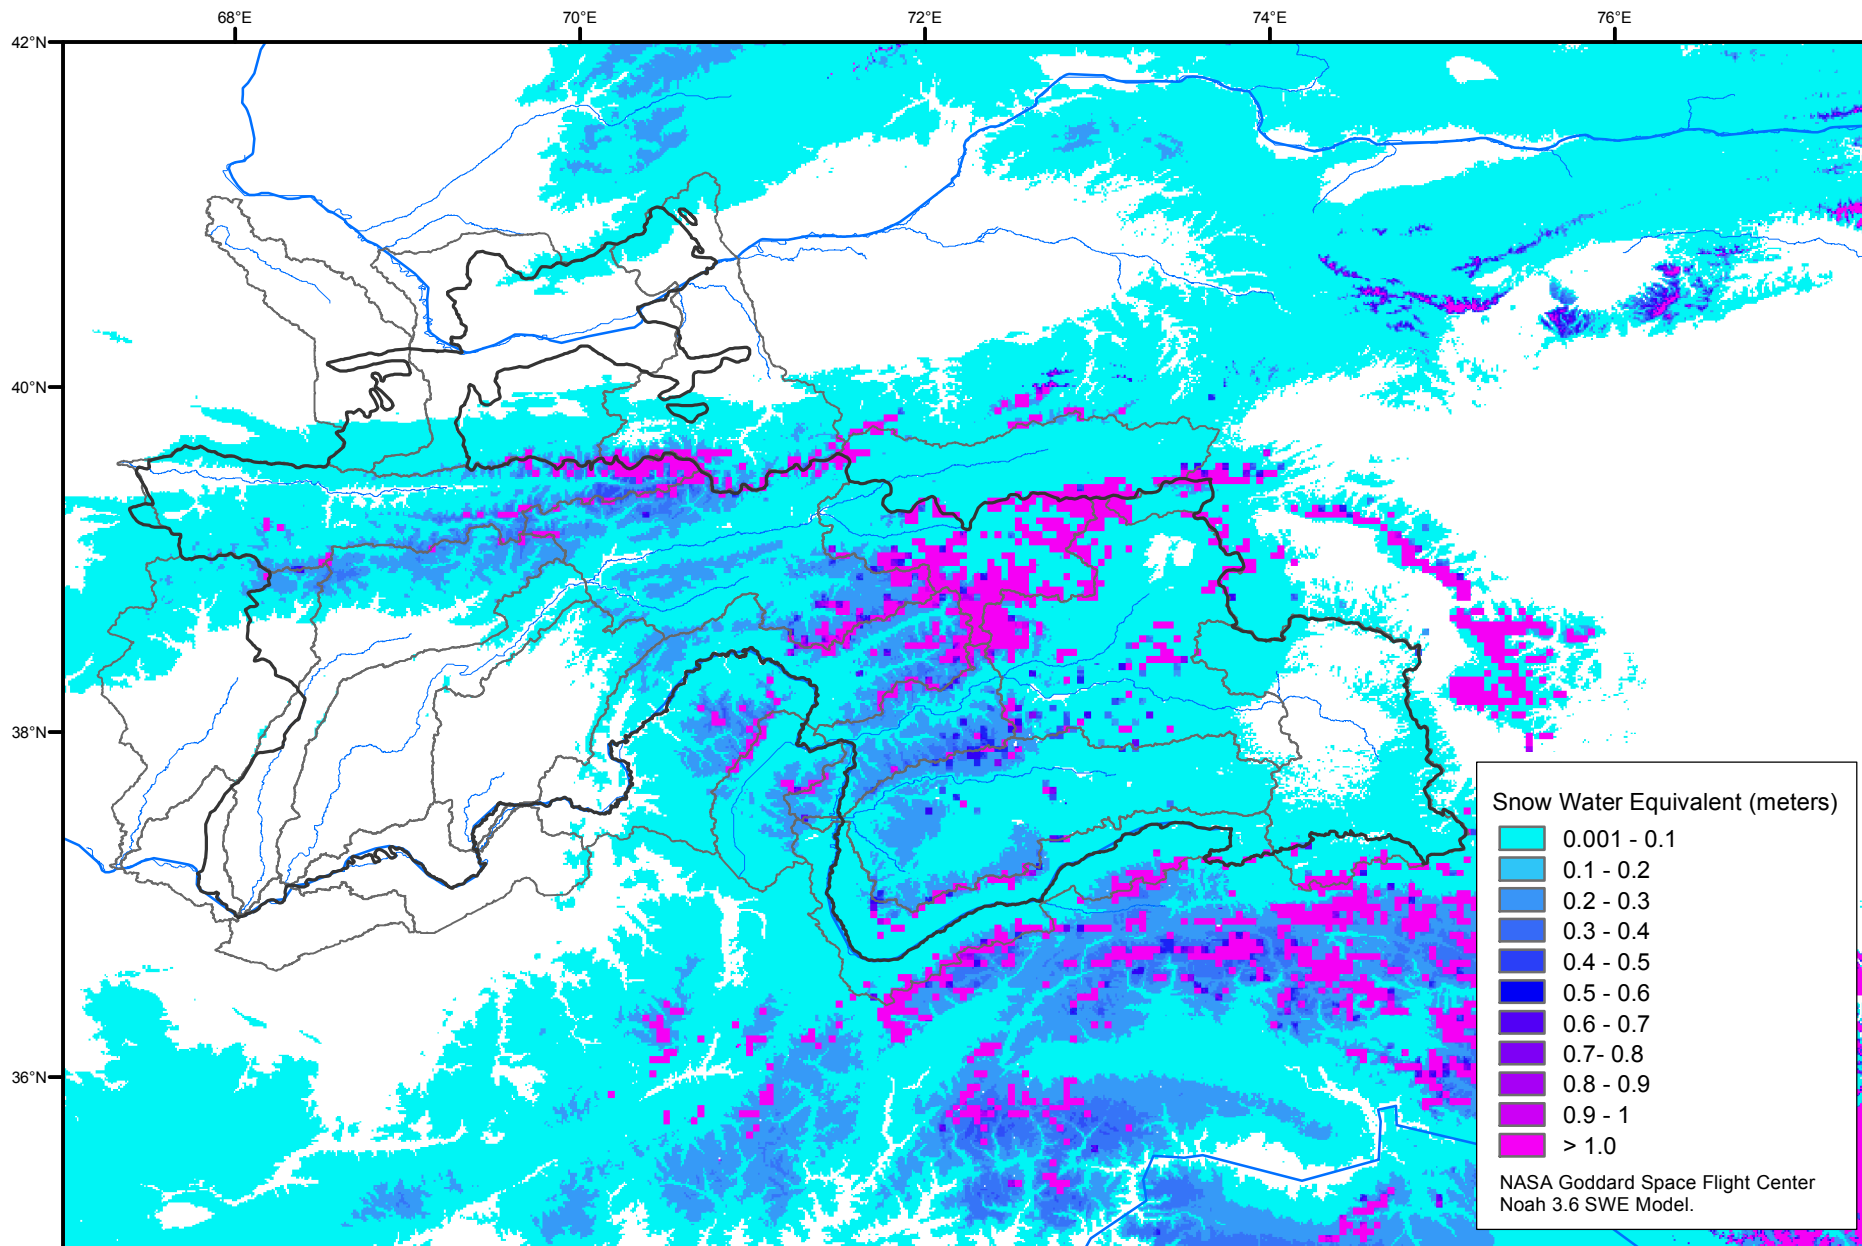 68°E 70°E 72°E 74°E 76°E
42°N
40°N
38°N
36°N
Snow Water Equivalent (meters)
0.001 - 0.1
0.1 - 0.2
0.2 - 0.3
0.3 - 0.4
0.4 - 0.5
0.5 - 0.6
0.6 - 0.7
0.7- 0.8
0.8 - 0.9
0.9 - 1
> 1.0
NASA Goddard Space Flight Center
Noah 3.6 SWE Model.